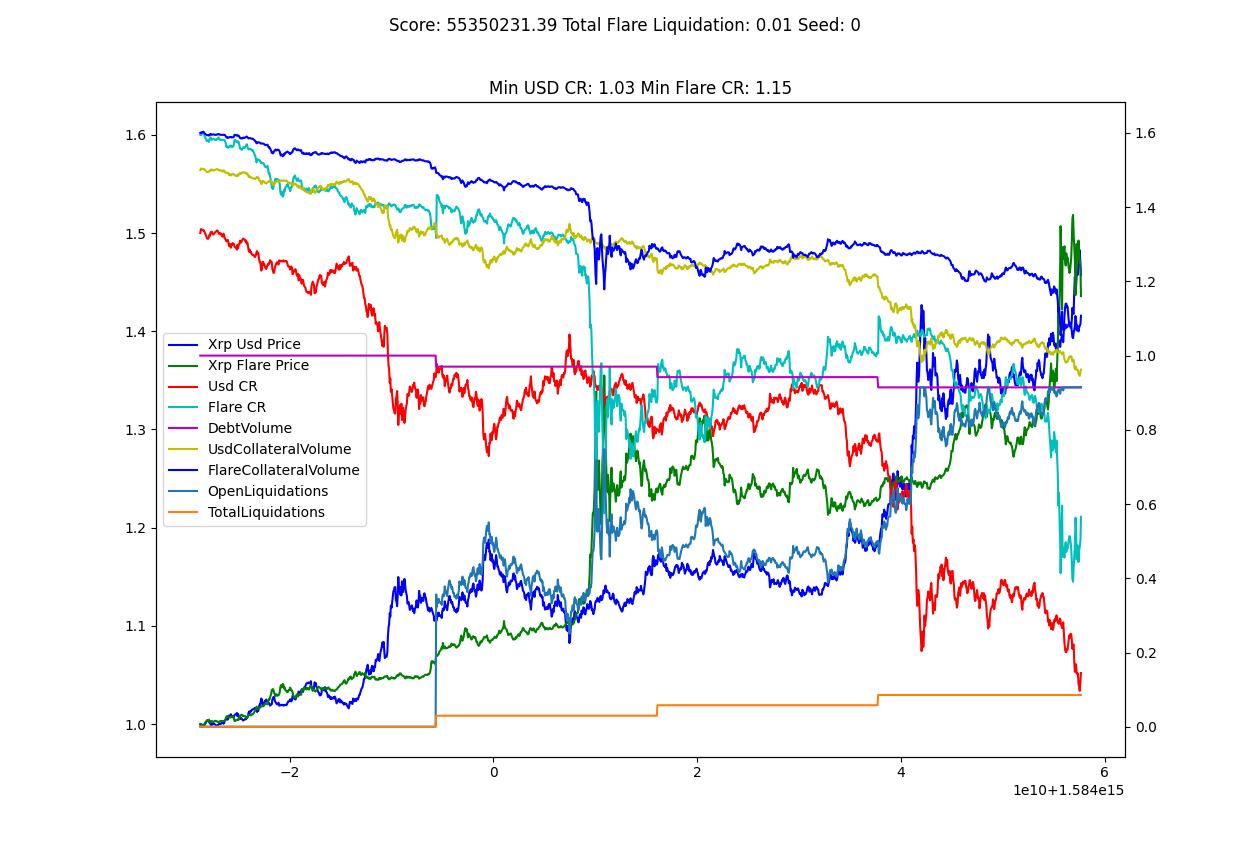 Score: 55350231.39 Total Flare Liquidation: 0.01 Seed: 0
Min USD CR: 1.03 Min Flare CR: 1.15
1.6
1.5
1.4
1.3
1.2
1.1
1.0
Xrp Usd Price
Xrp Flare Price
Usd CR
Flare CR
DebtVolume
UsdCollateralVolume
FlareCollateralVolume
OpenLiquidations
TotalLiquidations
1.6
1.4
1.2
1.0
0.8
0.6
0.4
0.2
0.0
−2 0 2 4 6
1e10+1.584e15